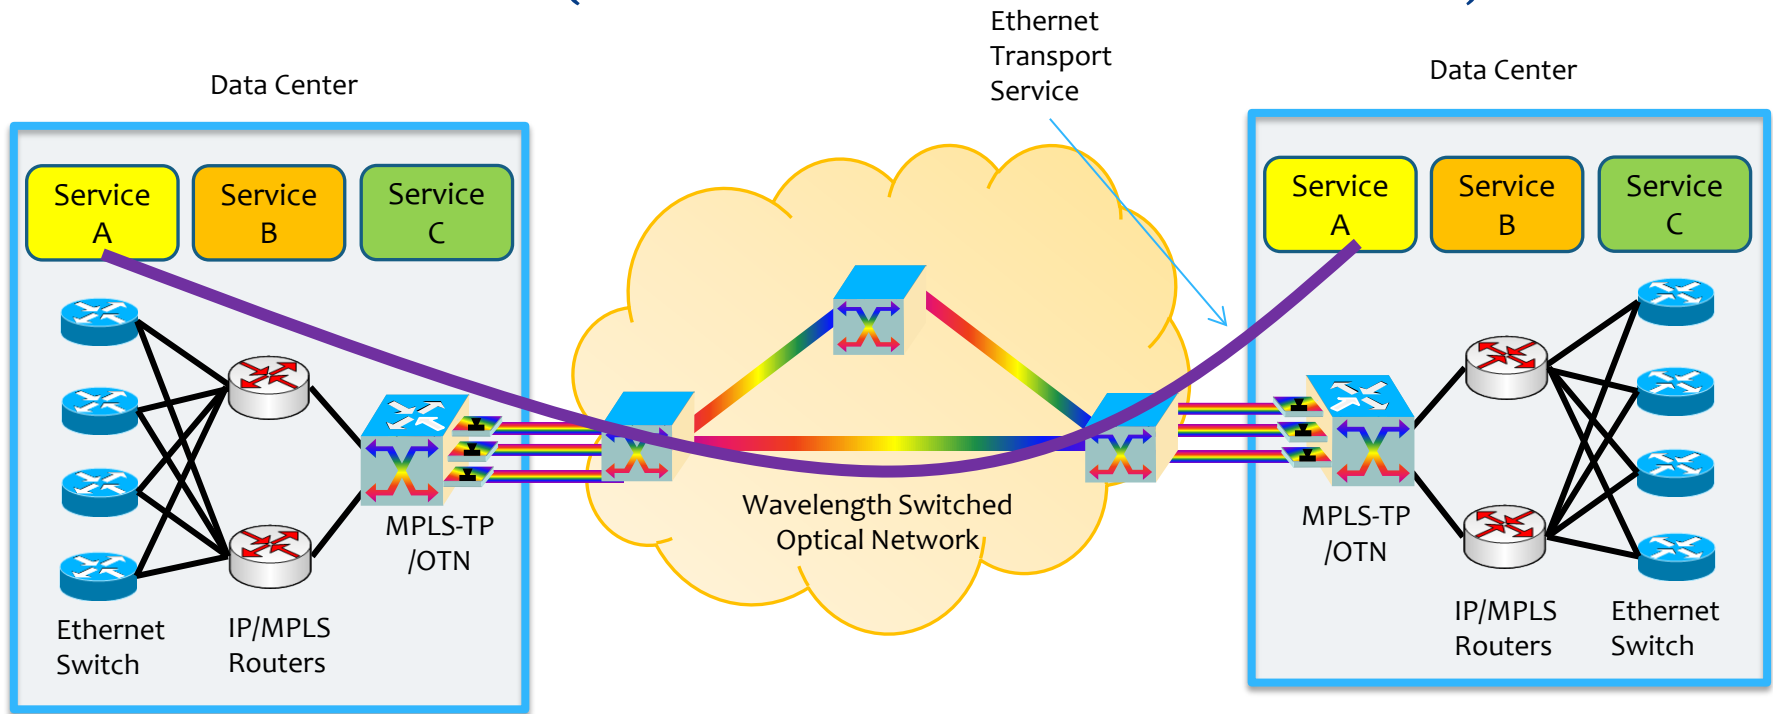 Ethernet
Transport
Service
Data Center
Data Center
Service
A
Service
B
Service
C
Service
A
Service
B
Service
C
Wavelength Switched
Optical Network
MPLS-TP
/OTN
MPLS-TP
/OTN
Ethernet
Switch
IP/MPLS
Routers
IP/MPLS
Routers
Ethernet
Switch